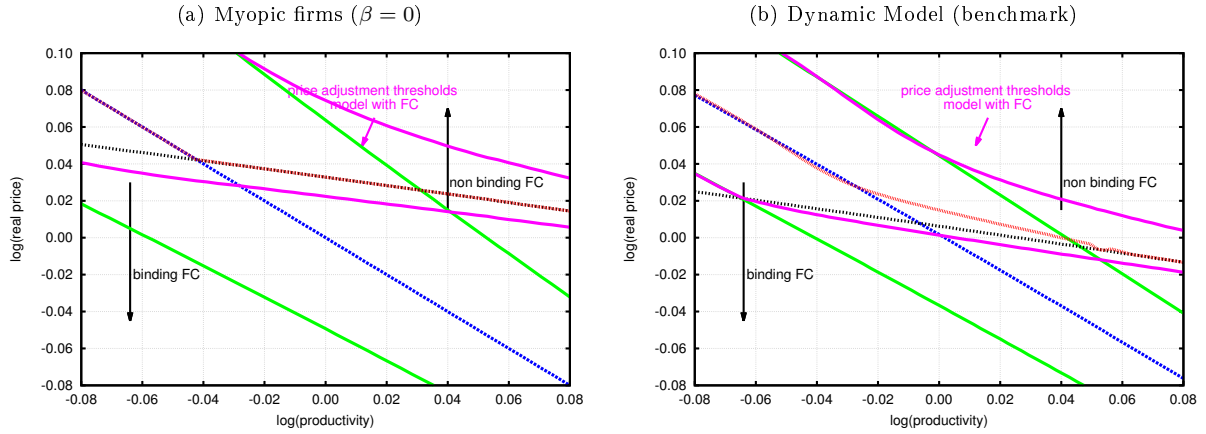 (a) Myopic firms (β = 0)
0.10
0.08
0.06
0.04
0.02
0.00
-0.02
-0.04
-0.06
-0.08
log(real price)
price adjustment thresholds
model with FC
non binding FC
binding FC
-0.08 -0.06 -0.04 -0.02 0.00 0.02 0.04 0.06 0.08
log(productivity)
(b) Dynamic Model (benchmark)
0.10
0.08
0.06
0.04
0.02
0.00
-0.02
-0.04
-0.06
-0.08
log(real price)
price adjustment thresholds
model with FC
non binding FC
binding FC
-0.08 -0.06 -0.04 -0.02 0.00 0.02 0.04 0.06 0.08
log(productivity)